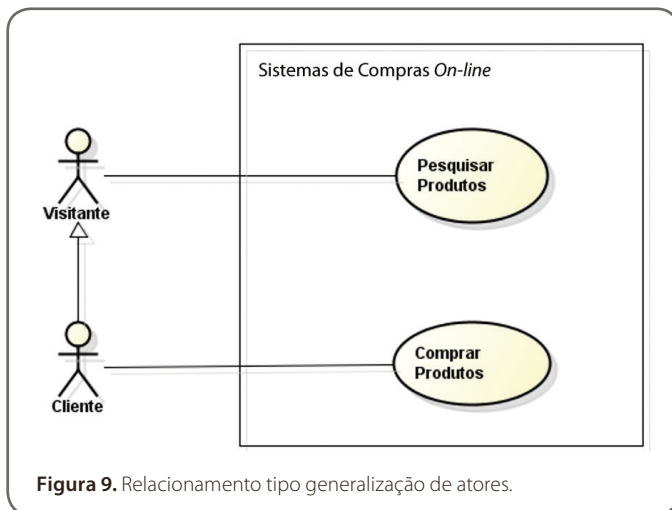 Sistemas de Compras On-line
Pesquisar
Produtos
Visitante
Comprar
Produtos
Cliente
Figura 9. Relacionamento tipo generalização de atores.